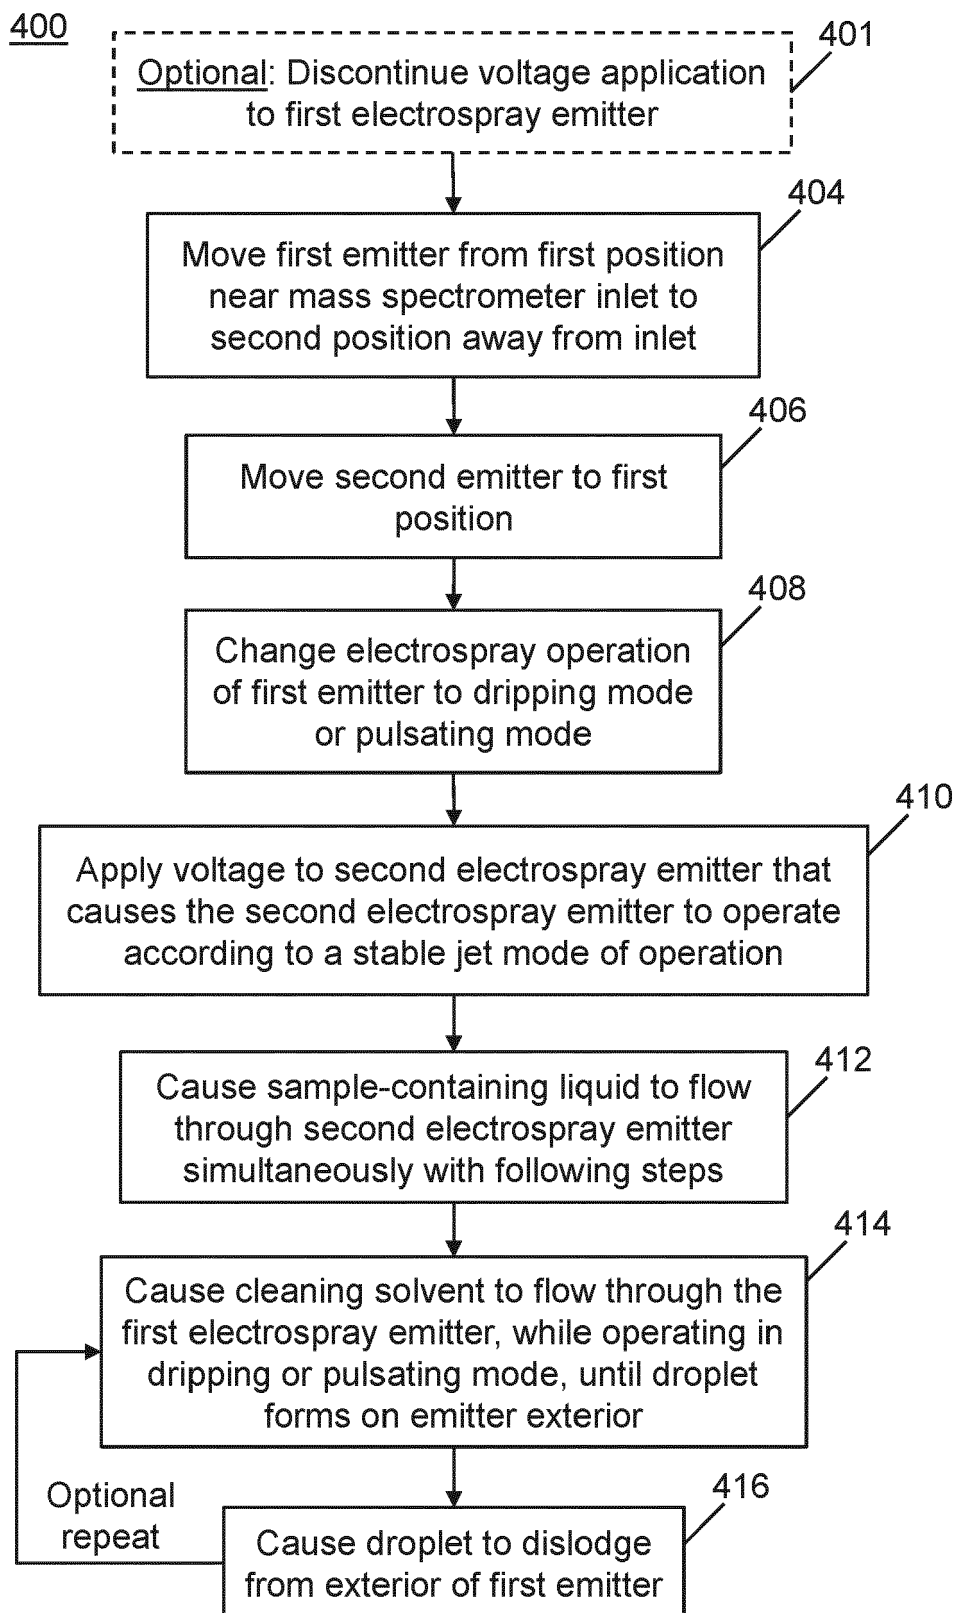 400
401
Optional: Discontinue voltage application
to first electrospray emitter
404
Move first emitter from first position
near mass spectrometer inlet to
second position away from inlet
406
Move second emitter to first
position
408
Change electrospray operation
of first emitter to dripping mode
or pulsating mode
410
Apply voltage to second electrospray emitter that
causes the second electrospray emitter to operate
according to a stable jet mode of operation
412
Cause sample-containing liquid to flow
through second electrospray emitter
simultaneously with following steps
414
Cause cleaning solvent to flow through the
first electrospray emitter, while operating in
dripping or pulsating mode, until droplet
forms on emitter exterior
Optional
repeat
416
Cause droplet to dislodge
from exterior of first emitter